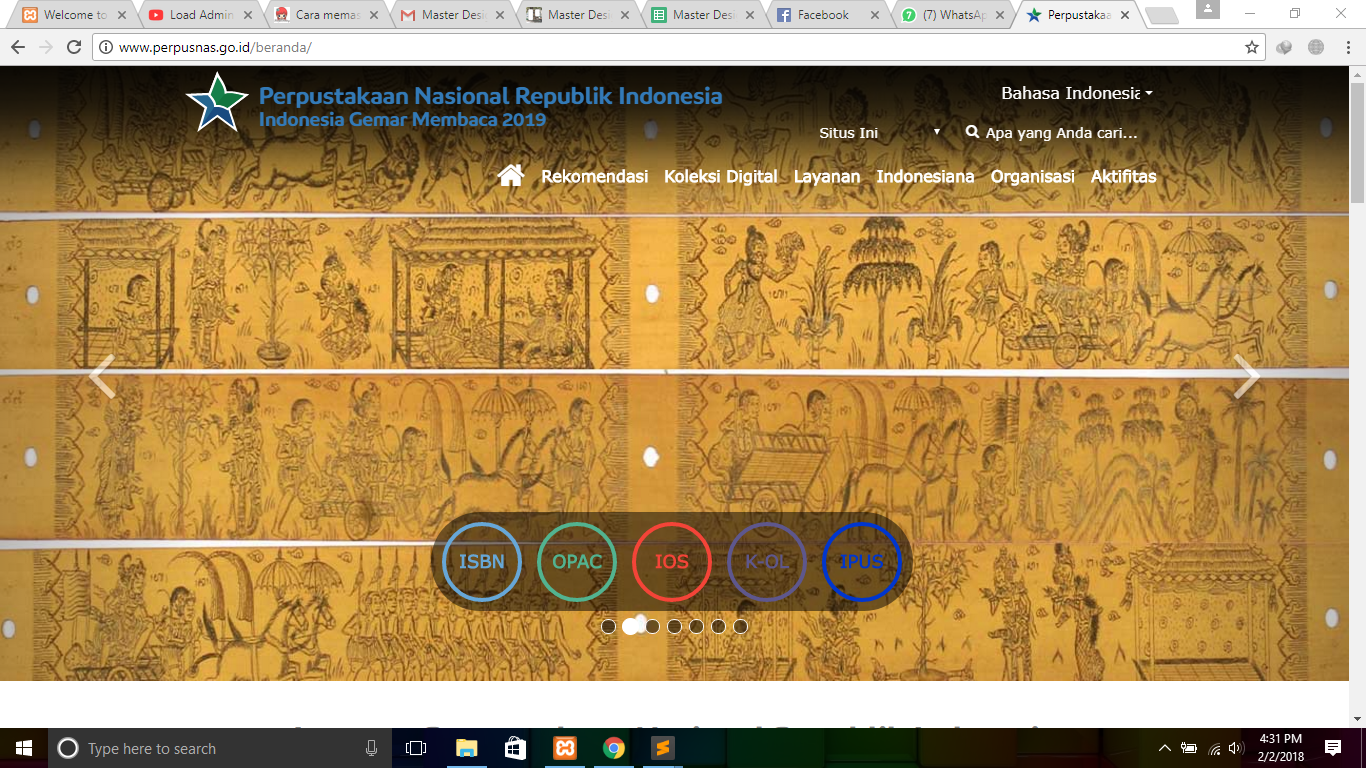 Welcome to
Load Admin
Cara memas
Master Desi
Master Desi
Master Desi
Facebook
(7) WhatsAp
Perpustakaa
www.perpusnas.go.id/beranda/
Perpustakaan Nasional Republik Indonesia
Indonesia Gemar Membaca 2019
Bahasa Indonesia
Situs Ini
Apa yang Anda cari...
Rekomendasi Koleksi Digital Layanan Indonesiana Organisasi Aktifitas
ISBN OPAC IOS K-OL IPUS
Type here to search
4:31 PM
2/2/2018